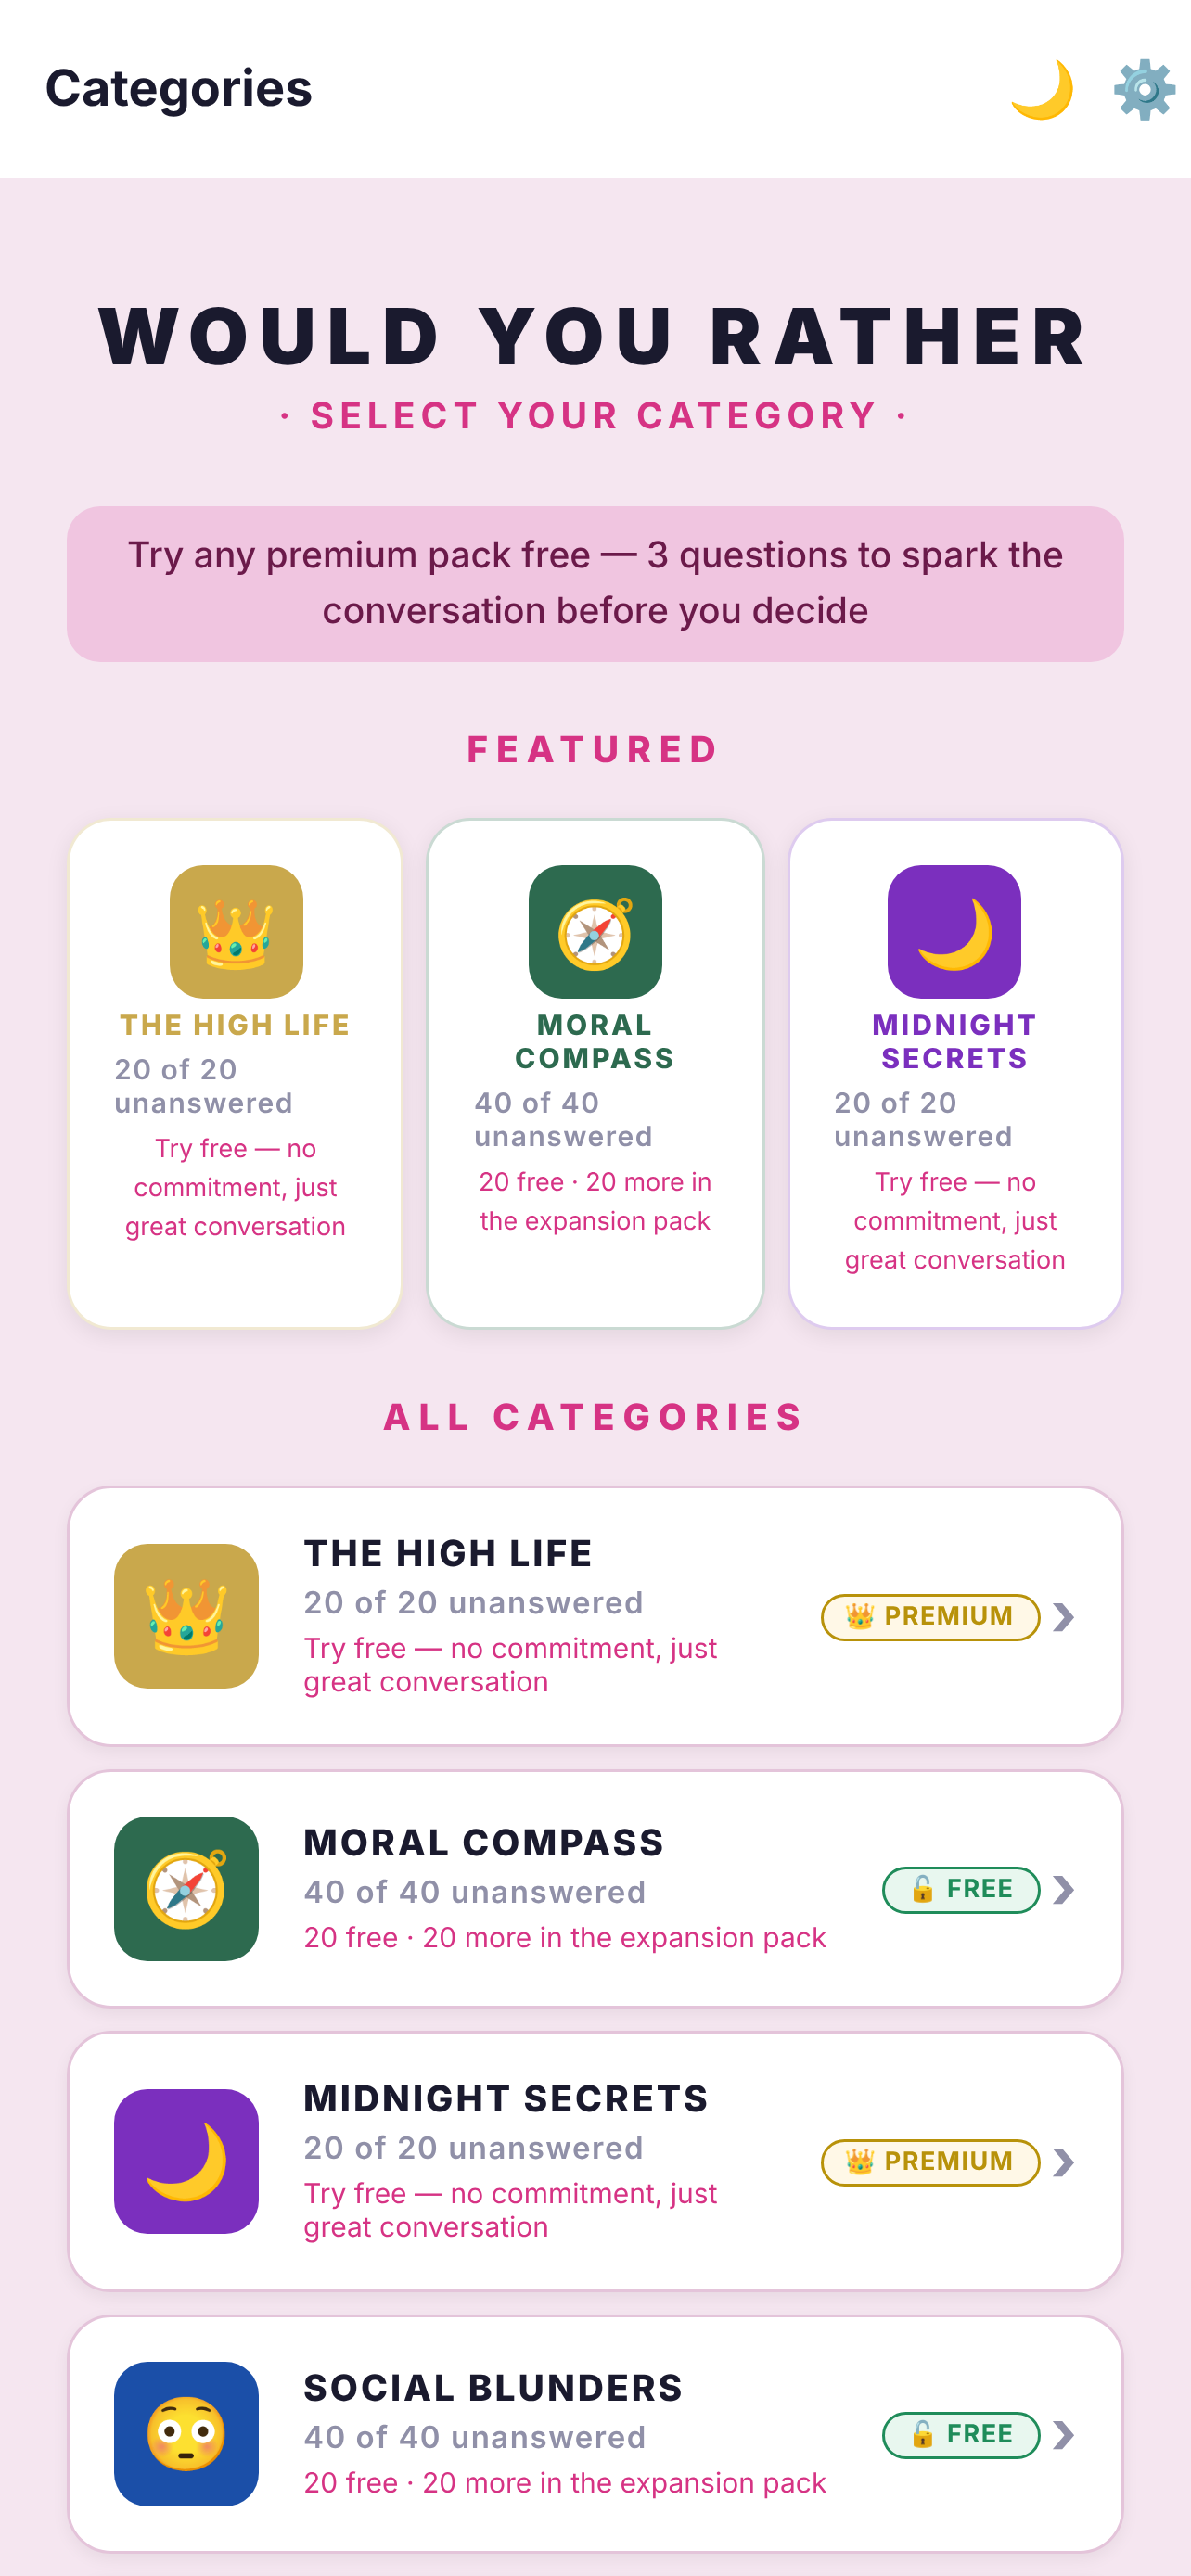 Categories
WOULD YOU RATHER
· SELECT YOUR CATEGORY ·
Try any premium pack free — 3 questions to spark the
conversation before you decide
FEATURED
THE HIGH LIFE
20 of 20
unanswered
Try free — no
commitment, just
great conversation
MORAL
COMPASS
40 of 40
unanswered
20 free · 20 more in
the expansion pack
MIDNIGHT
SECRETS
20 of 20
unanswered
Try free — no
commitment, just
great conversation
ALL CATEGORIES
THE HIGH LIFE
20 of 20 unanswered
Try free — no commitment, just
great conversation
👑 PREMIUM
MORAL COMPASS
40 of 40 unanswered
20 free · 20 more in the expansion pack
🔓 FREE
MIDNIGHT SECRETS
20 of 20 unanswered
Try free — no commitment, just
great conversation
👑 PREMIUM
SOCIAL BLUNDERS
40 of 40 unanswered
20 free · 20 more in the expansion pack
🔓 FREE